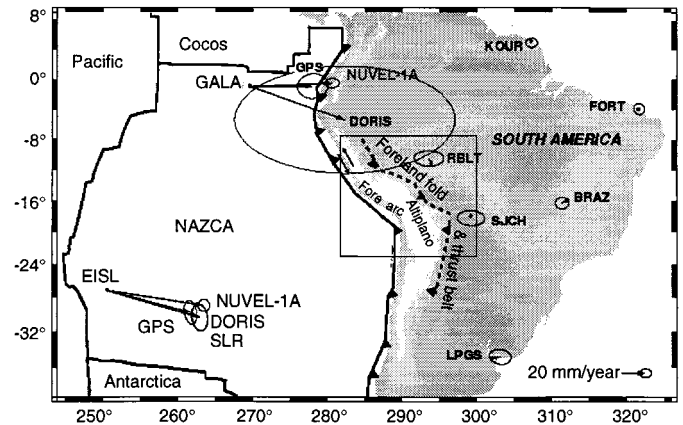 8°
0°
-8°
-16°
-24°
-32°
250°
260°
270°
280°
290°
300°
310°
320°
Pacific
Cocos
GALA
GPS
NUVEL-1A
DORIS
KOUR
FORT
SOUTH AMERICA
RBLT
BRAZ
SJCH
Foreland fold
& thrust belt
Fore arc
Altiplano
NAZCA
EISL
NUVEL-1A
GPS
DORIS
SLR
LPGS
20 mm/year
Antarctica